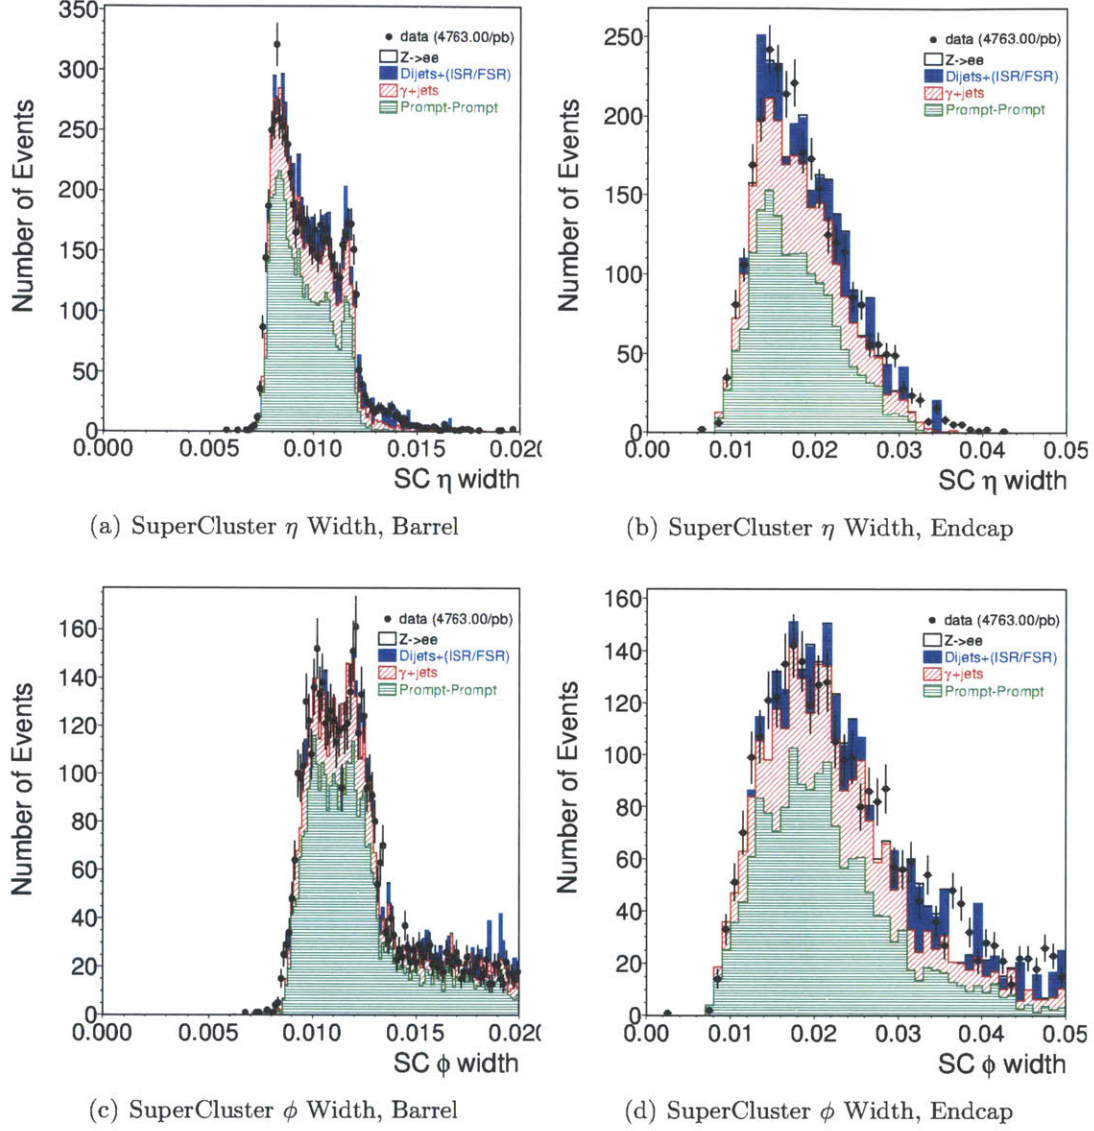 350
300
250
200
150
100
50
0
Number of Events
data (4763.00/pb)
Z->ee
Dijets+(ISR/FSR)
γ+jets
Prompt-Prompt
0.000 0.005 0.010 0.015 0.020
SC η width
(a) SuperCluster η Width, Barrel
250
200
150
100
50
0
Number of Events
data (4763.00/pb)
Z->ee
Dijets+(ISR/FSR)
γ+jets
Prompt-Prompt
0.00 0.01 0.02 0.03 0.04 0.05
SC η width
(b) SuperCluster η Width, Endcap
160
140
120
100
80
60
40
20
0
Number of Events
data (4763.00/pb)
Z->ee
Dijets+(ISR/FSR)
γ+jets
Prompt-Prompt
0.000 0.005 0.010 0.015 0.020
SC ϕ width
(c) SuperCluster ϕ Width, Barrel
160
140
120
100
80
60
40
20
0
Number of Events
data (4763.00/pb)
Z->ee
Dijets+(ISR/FSR)
γ+jets
Prompt-Prompt
0.00 0.01 0.02 0.03 0.04 0.05
SC ϕ width
(d) SuperCluster ϕ Width, Endcap